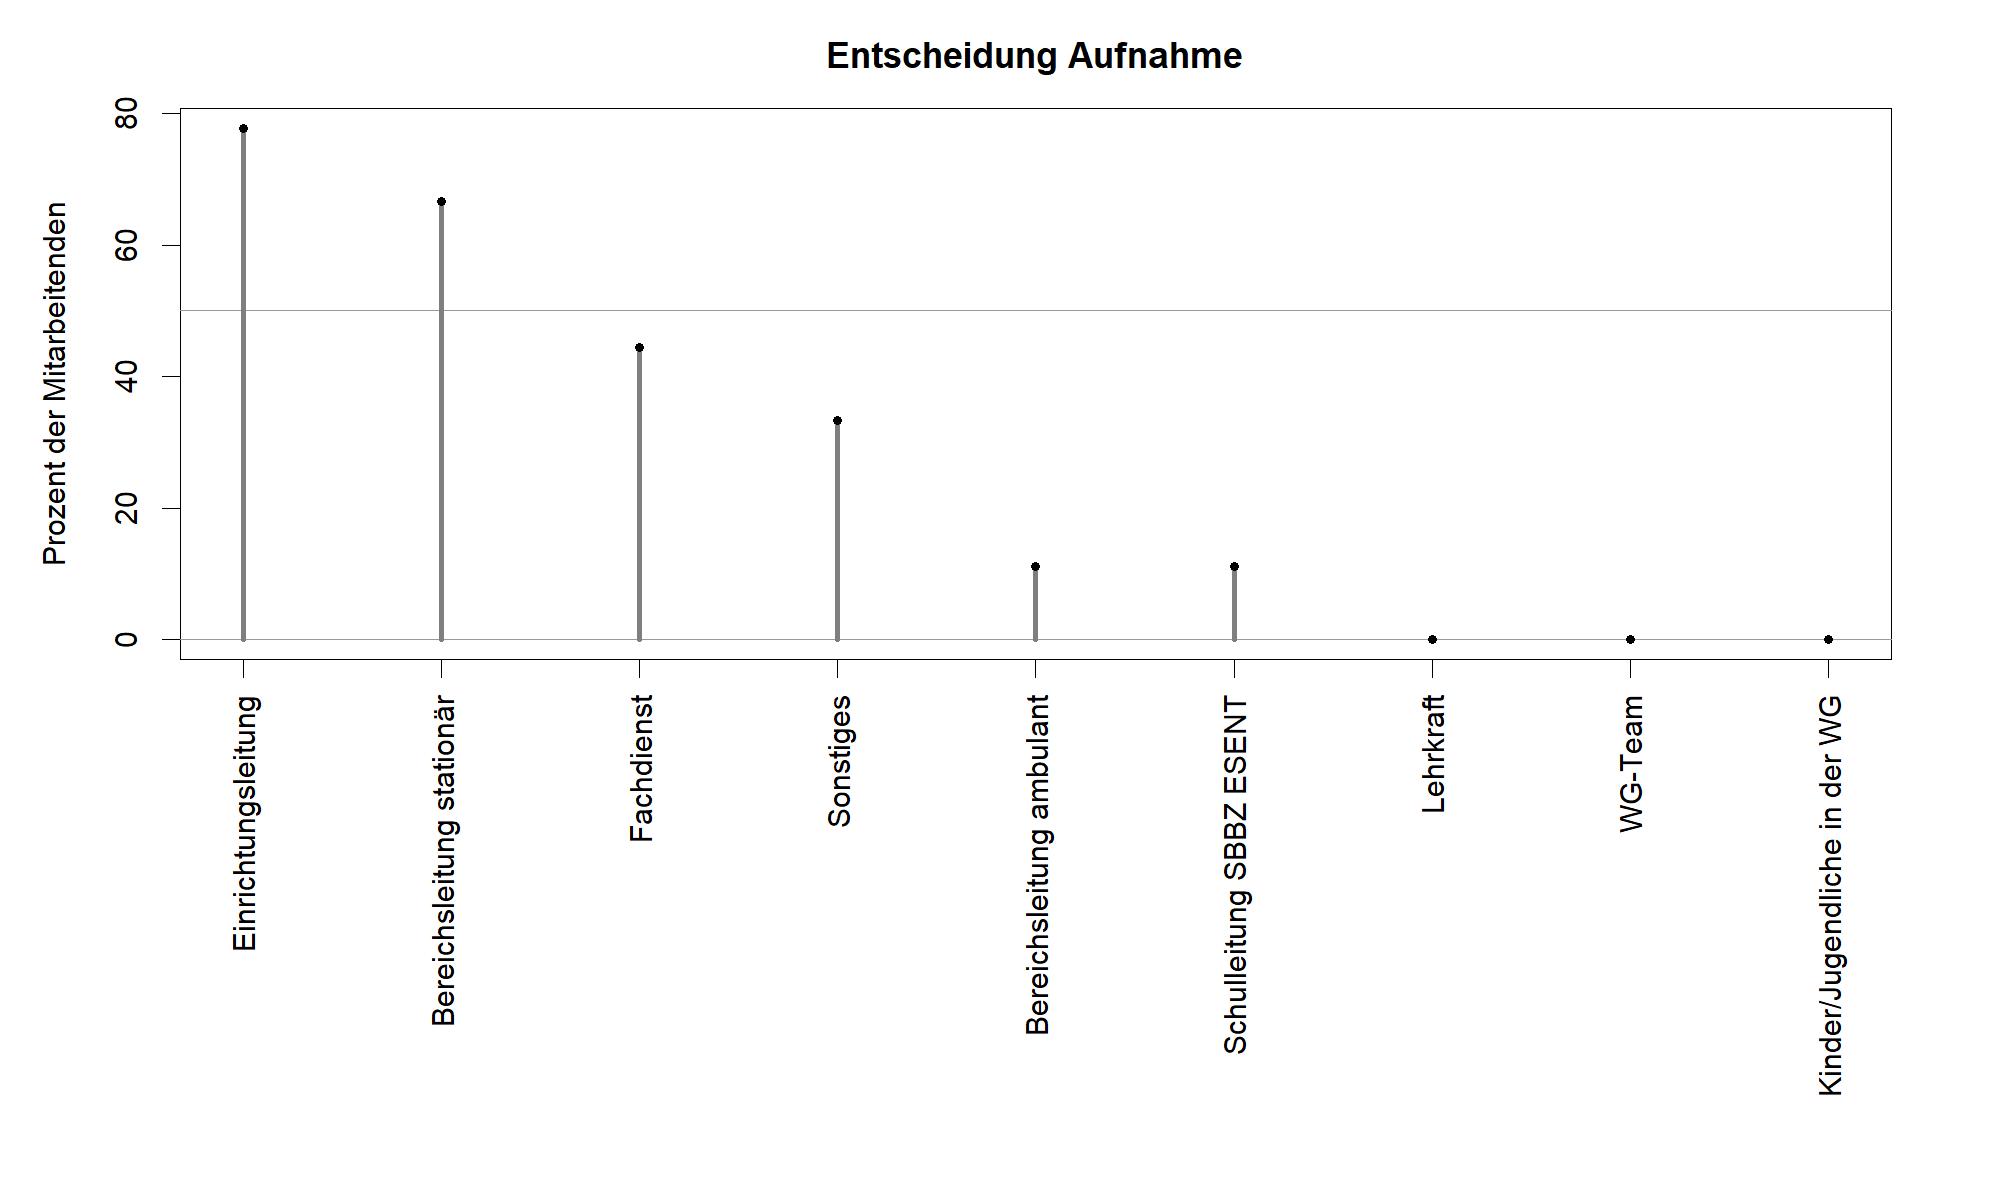 Entscheidung Aufnahme
Prozent der Mitarbeitenden
80
60
40
20
0
Einrichtungsleitung
Bereichsleitung stationär
Fachdienst
Sonstiges
Bereichsleitung ambulant
Schulleitung SBBZ ESENT
Lehrkraft
WG-Team
Kinder/Jugendliche in der WG